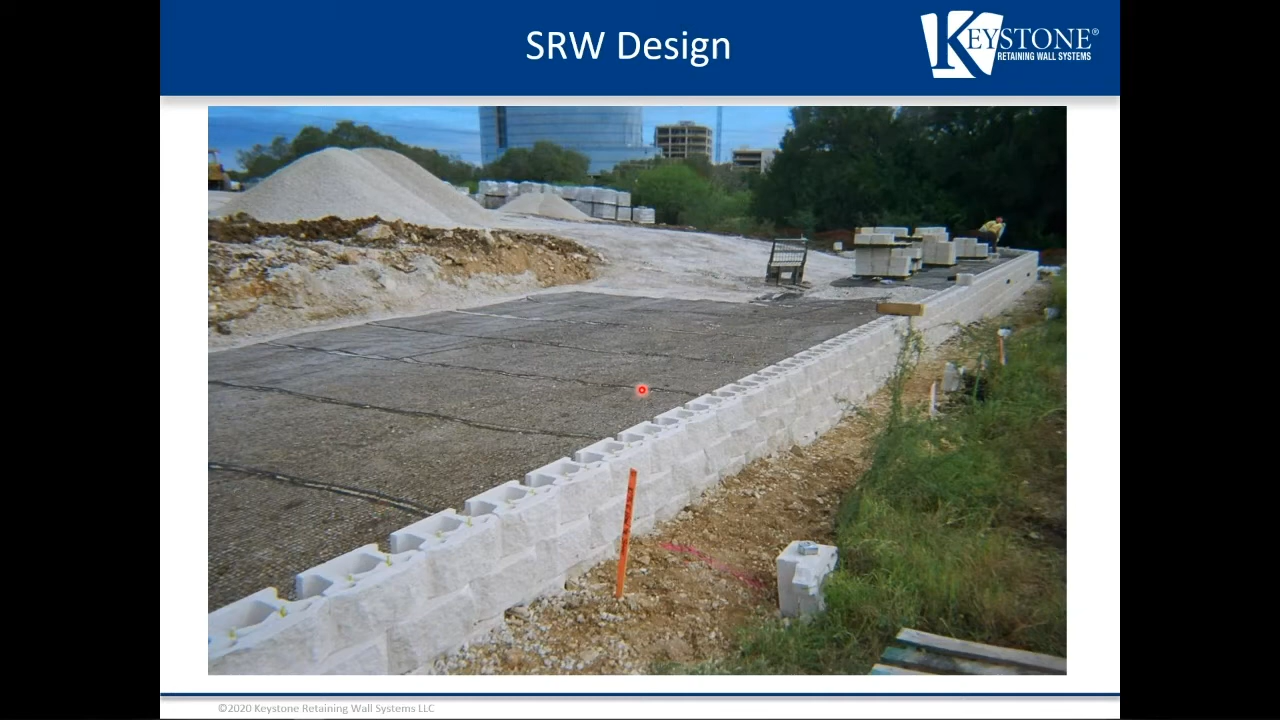 SRW Design
KEYSTONE®
RETAINING WALL SYSTEMS
©2020 Keystone Retaining Wall Systems LLC